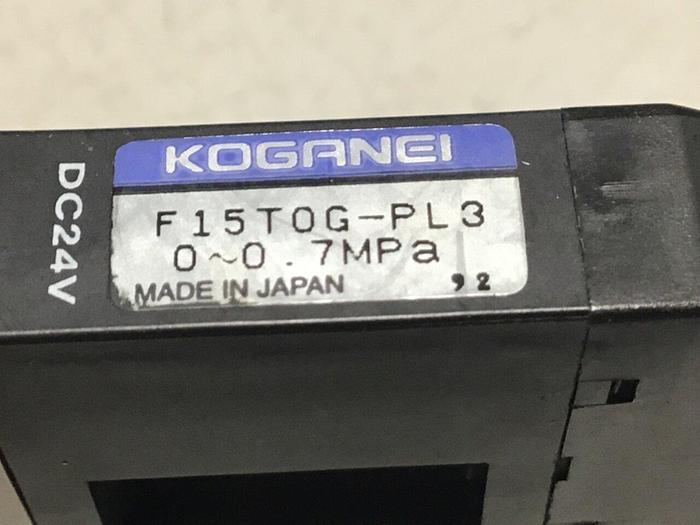 KOGANEI
F15T0G-PL3
0~0.7MPa
MADE IN JAPAN 92
DC24V